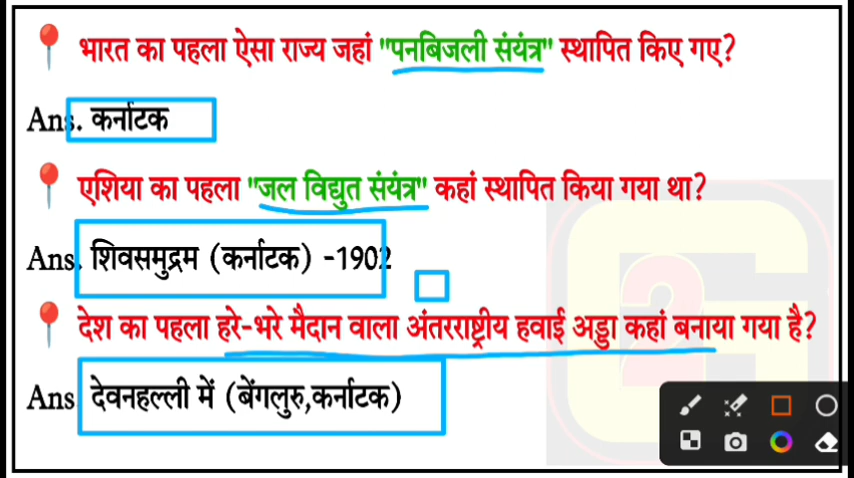 भारत का पहला ऐसा राज्य जहां "पनबिजली संयंत्र" स्थापित किए गए?
Ans. कर्नाटक
एशिया का पहला "जल विद्युत संयंत्र" कहां स्थापित किया गया था?
Ans. शिवसमुद्रम (कर्नाटक) -1902
देश का पहला हरे-भरे मैदान वाला अंतरराष्ट्रीय हवाई अड्डा कहां बनाया गया है?
Ans देवनहल्ली में (बेंगलुरु,कर्नाटक)